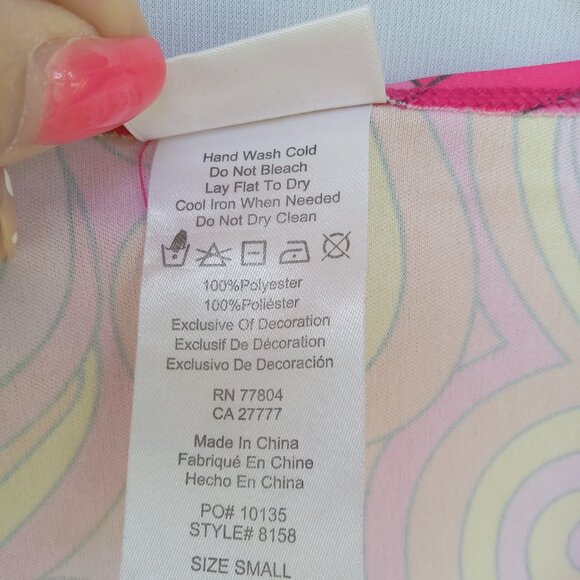 Hand Wash Cold
Do Not Bleach
Lay Flat To Dry
Cool Iron When Needed
Do Not Dry Clean
100%Polyester
100%Poliéster
Exclusive Of Decoration
Exclusif De Décoration
Exclusivo De Decoración
RN 77804
CA 27777
Made In China
Fabriqué En Chine
Hecho En China
PO# 10135
STYLE# 8158
SIZE SMALL